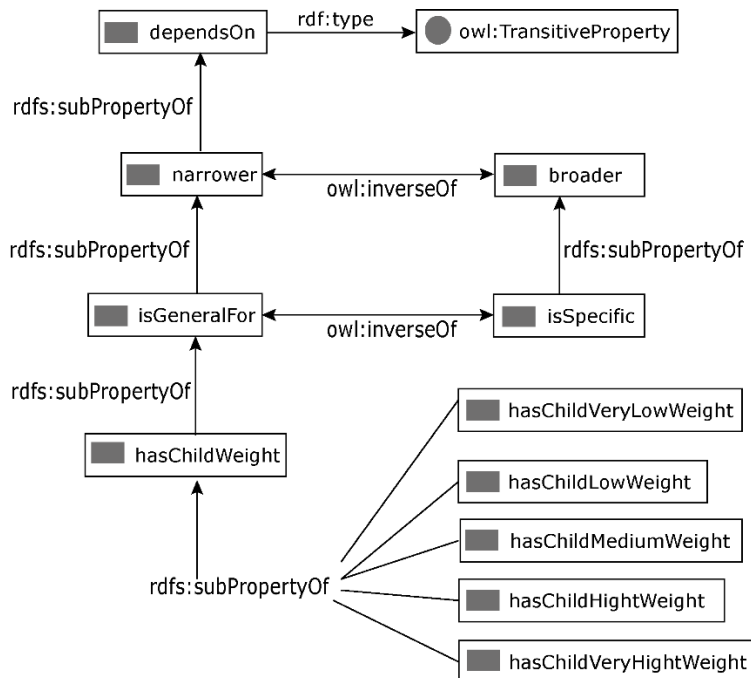 dependsOn
rdf:type
owl:TransitiveProperty
rdfs:subPropertyOf
narrower
owl:inverseOf
broader
rdfs:subPropertyOf
rdfs:subPropertyOf
isGeneralFor
owl:inverseOf
isSpecific
rdfs:subPropertyOf
hasChildVeryLowWeight
hasChildWeight
hasChildLowWeight
hasChildMediumWeight
rdfs:subPropertyOf
hasChildHightWeight
hasChildVeryHightWeight